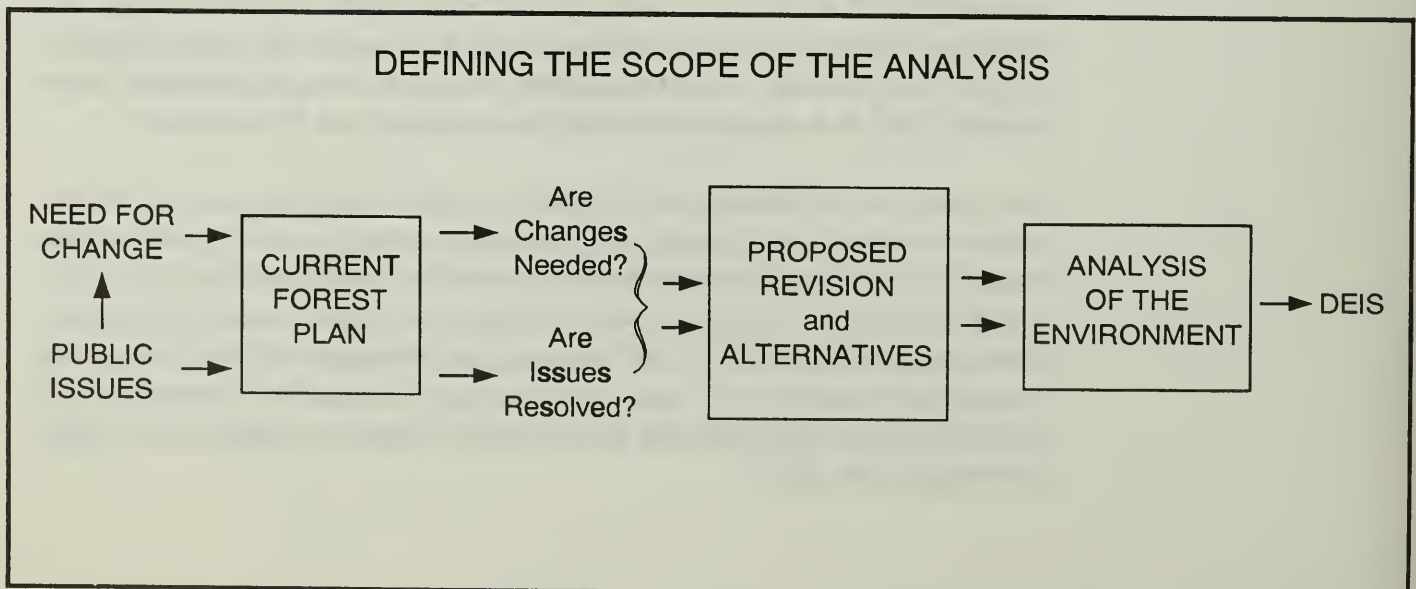 DEFINING THE SCOPE OF THE ANALYSIS
NEED FOR
CHANGE
PUBLIC
ISSUES
CURRENT
FOREST
PLAN
Are
Changes
Needed?
Are
Issues
Resolved?
PROPOSED
REVISION
and
ALTERNATIVES
ANALYSIS
OF THE
ENVIRONMENT
DEIS